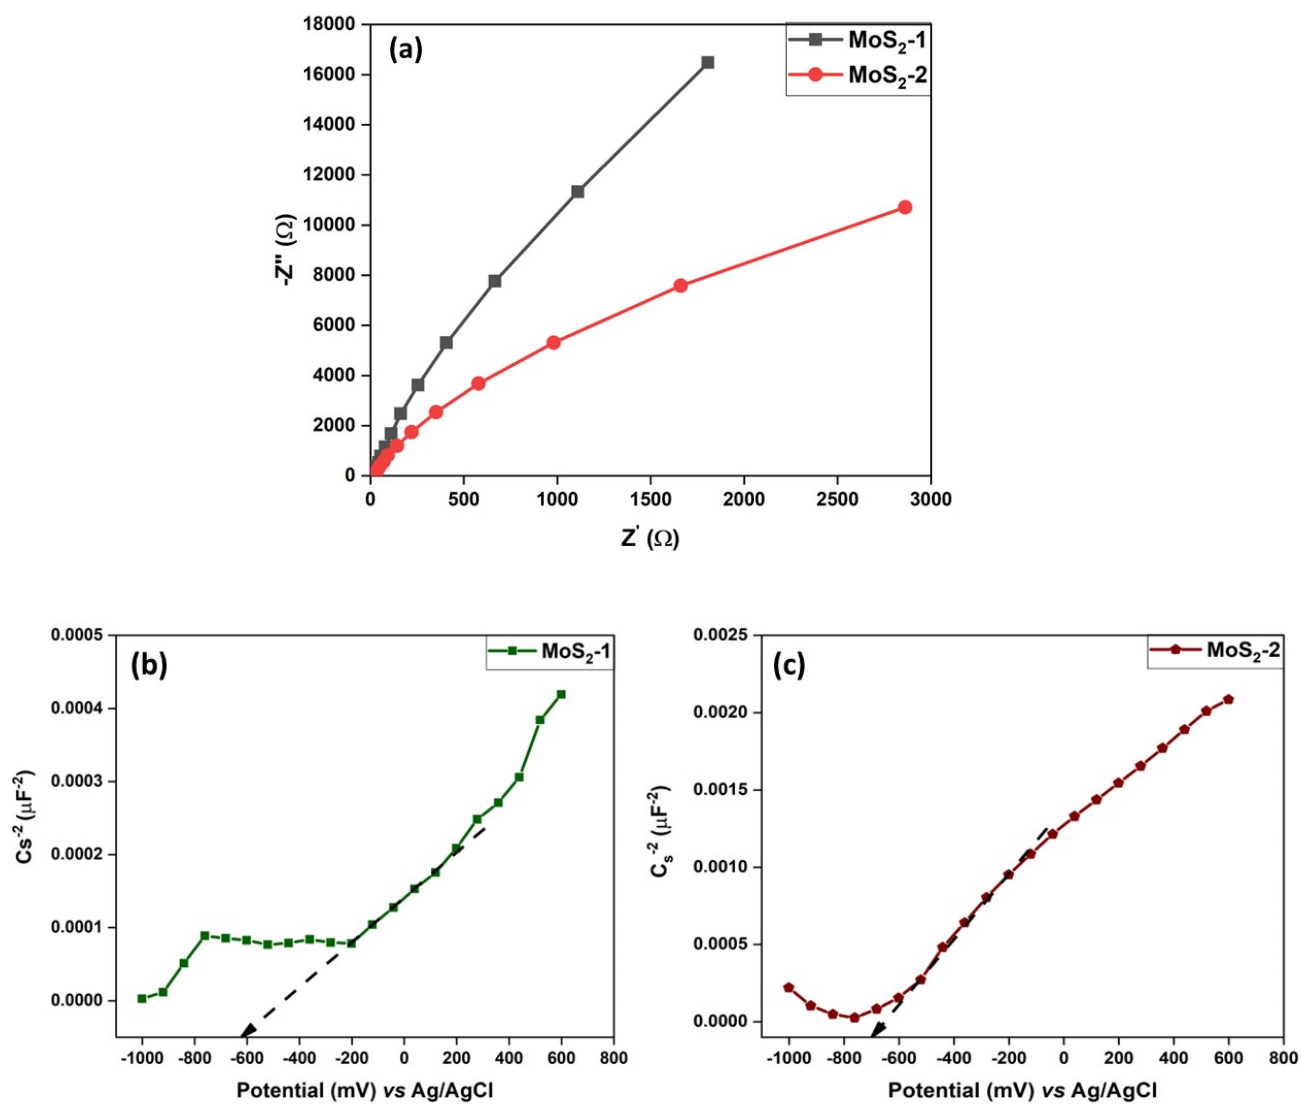 (a)
MoS2-1
MoS2-2
18000
16000
14000
12000
10000
8000
6000
4000
2000
0
-Z'' (Ω)
0 500 1000 1500 2000 2500 3000
Z' (Ω)
(b)
MoS2-1
0.0005
0.0004
0.0003
0.0002
0.0001
0.0000
Cs-2 (μF-2)
-1000 -800 -600 -400 -200 0 200 400 600 800
Potential (mV) vs Ag/AgCl
(c)
MoS2-2
0.0025
0.0020
0.0015
0.0010
0.0005
0.0000
Cs-2 (μF-2)
-1000 -800 -600 -400 -200 0 200 400 600 800
Potential (mV) vs Ag/AgCl